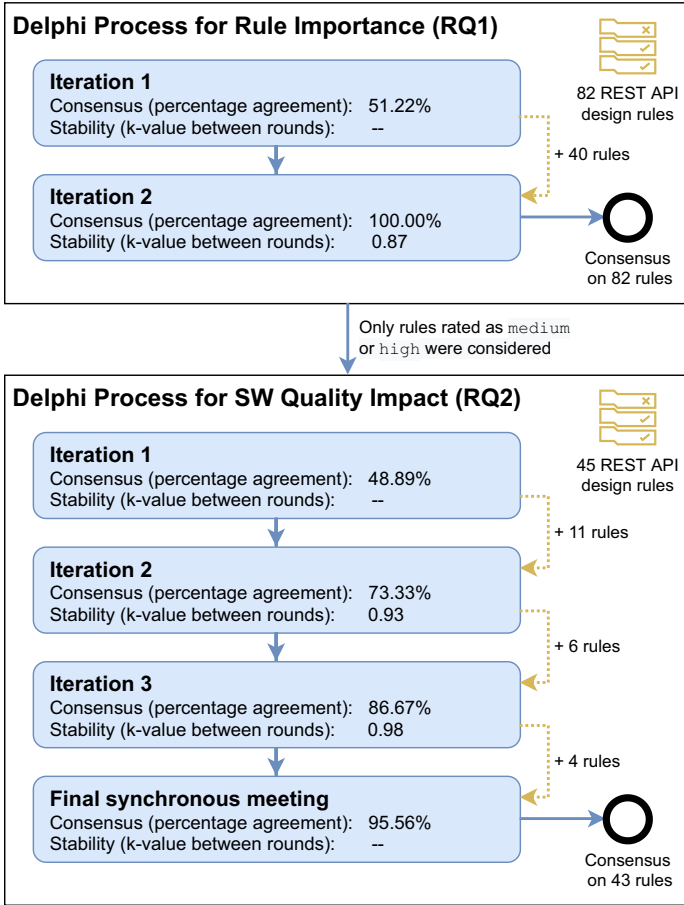 Delphi Process for Rule Importance (RQ1)
82 REST API
design rules
Iteration 1
Consensus (percentage agreement): 51.22%
Stability (k-value between rounds): --
+ 40 rules
Iteration 2
Consensus (percentage agreement): 100.00%
Stability (k-value between rounds): 0.87
Consensus
on 82 rules
Only rules rated as medium
or high were considered
Delphi Process for SW Quality Impact (RQ2)
45 REST API
design rules
Iteration 1
Consensus (percentage agreement): 48.89%
Stability (k-value between rounds): --
+ 11 rules
Iteration 2
Consensus (percentage agreement): 73.33%
Stability (k-value between rounds): 0.93
+ 6 rules
Iteration 3
Consensus (percentage agreement): 86.67%
Stability (k-value between rounds): 0.98
+ 4 rules
Final synchronous meeting
Consensus (percentage agreement): 95.56%
Stability (k-value between rounds): --
Consensus
on 43 rules